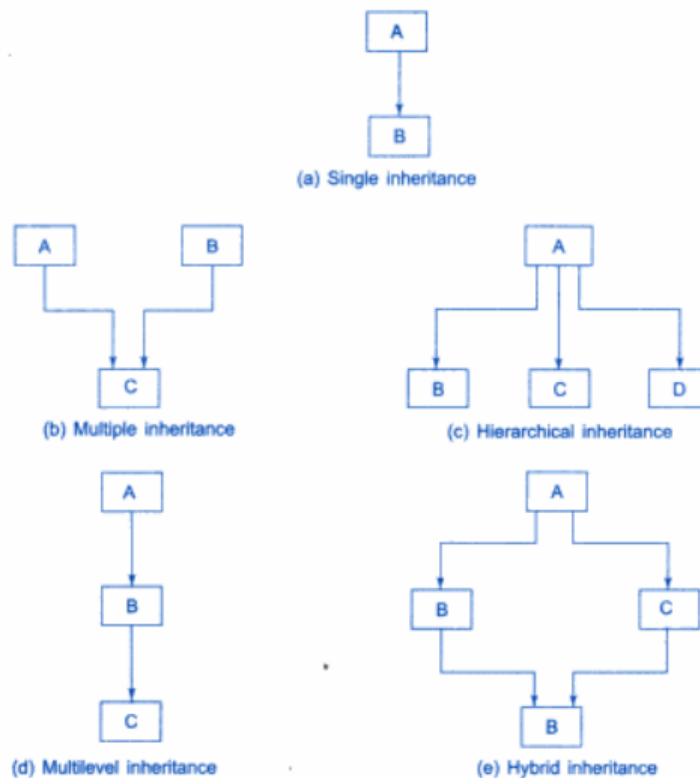 A
B
(a) Single inheritance
A B
C
(b) Multiple inheritance
A
B C D
(c) Hierarchical inheritance
A
B
C
(d) Multilevel inheritance
A
B C
B
(e) Hybrid inheritance